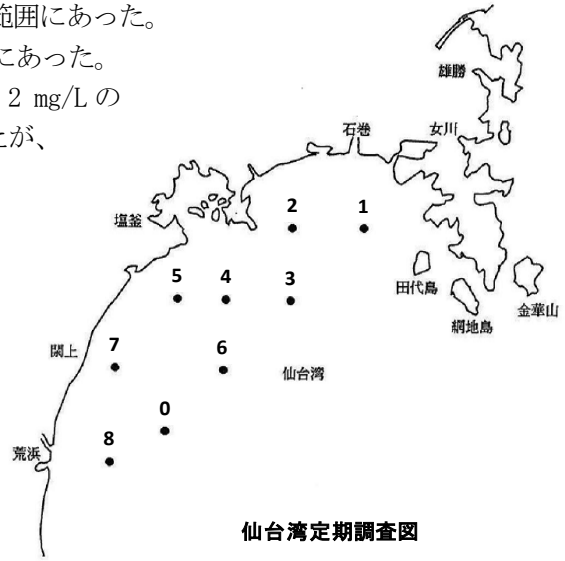 範囲にあった。
にあった。
2 mg/L の
たが、
雄勝
石巻
女川
塩釜
2
1
5
4
3
田代島
網地島
金華山
閖上
7
6
仙台湾
0
荒浜
8
仙台湾定期調査図